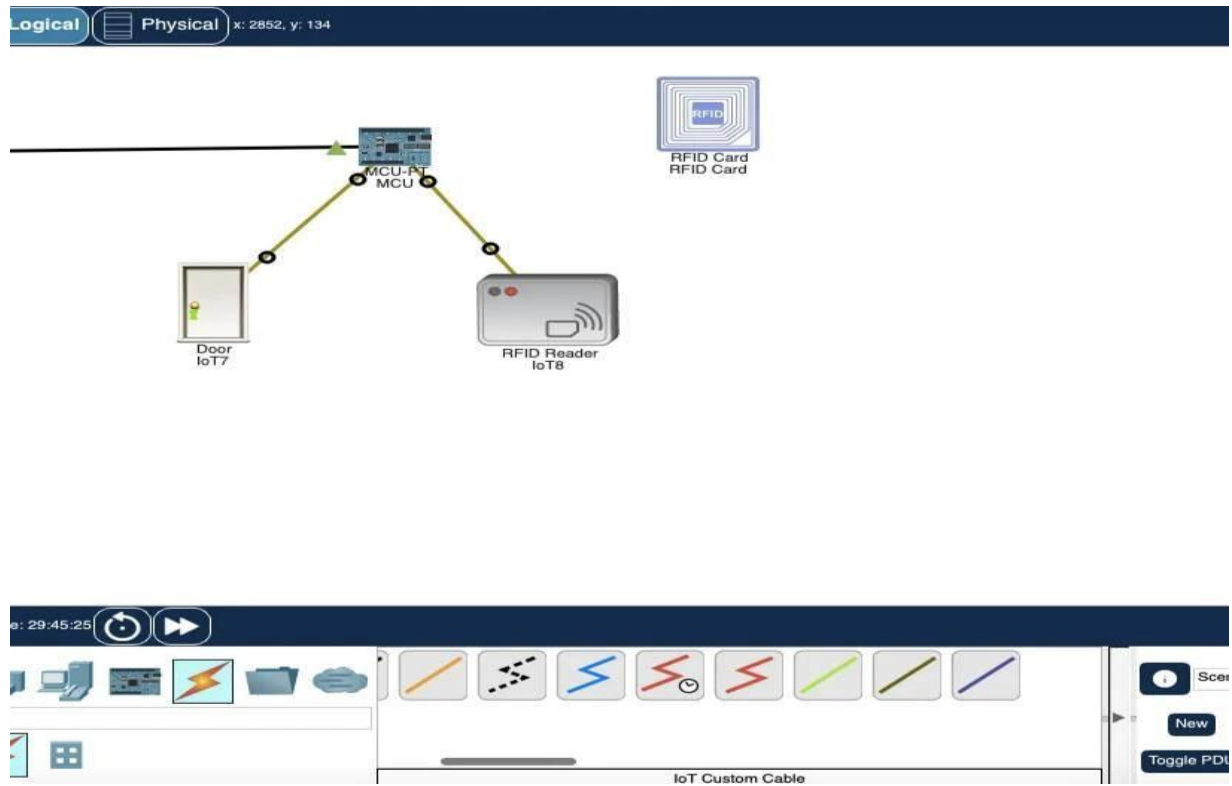 Logical Physical x: 2852, y: 134
RFID
RFID Card
RFID Card
MCU-PT
MCU
Door
IoT7
RFID Reader
IoT8
e: 29:45:25
Scen
New
Toggle PDU
IoT Custom Cable